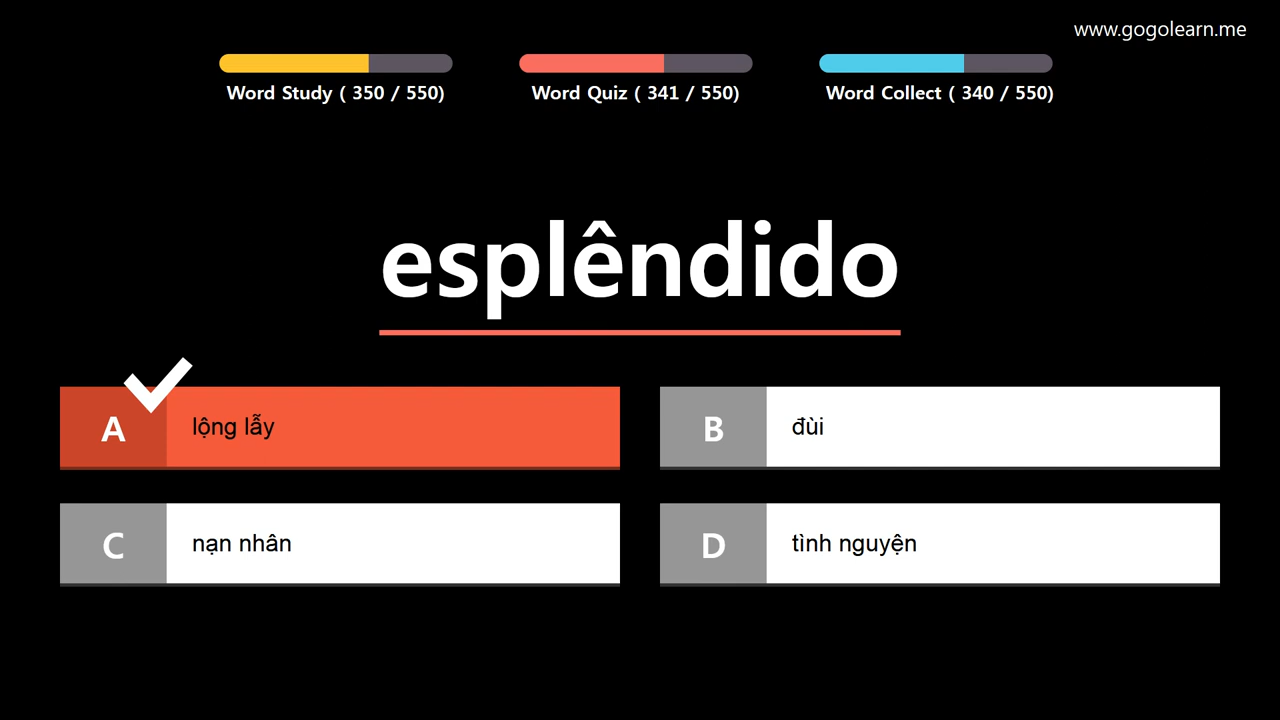 www.gogolearn.me
Word Study ( 350 / 550)
Word Quiz ( 341 / 550)
Word Collect ( 340 / 550)
esplêndido
A lộng lẫy
B đùi
C nạn nhân
D tình nguyện